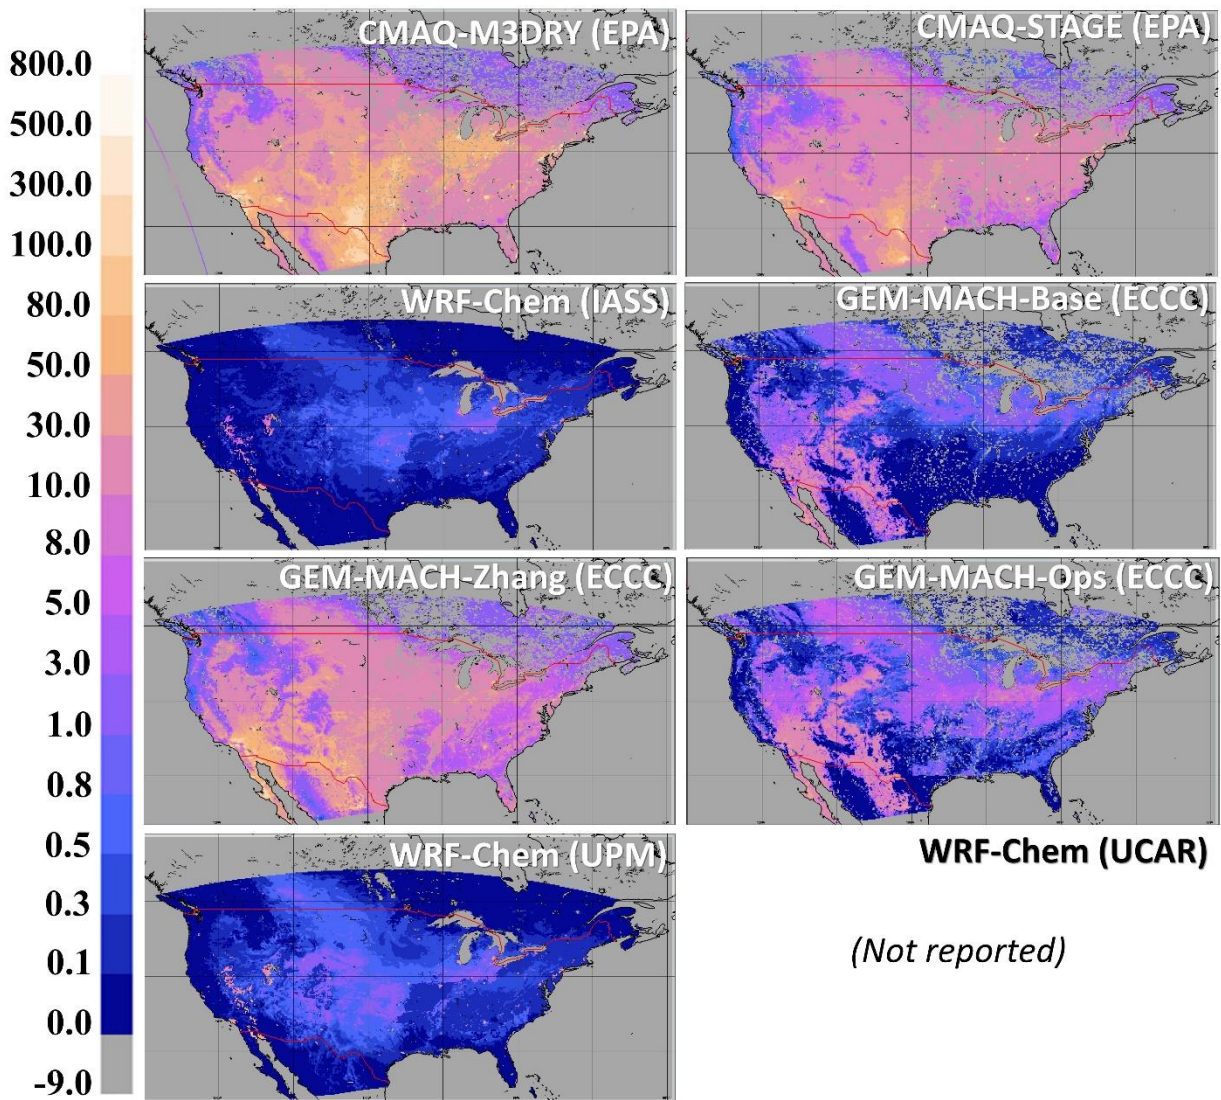 CMAQ-M3DRY (EPA)
CMAQ-STAGE (EPA)
800.0
500.0
300.0
100.0
80.0
50.0
30.0
10.0
8.0
5.0
3.0
1.0
0.8
0.5
0.3
0.1
0.0
-9.0
WRF-Chem (IASS)
GEM-MACH-Base (ECCC)
GEM-MACH-Zhang (ECCC)
GEM-MACH-Ops (ECCC)
WRF-Chem (UPM)
WRF-Chem (UCAR)
(Not reported)